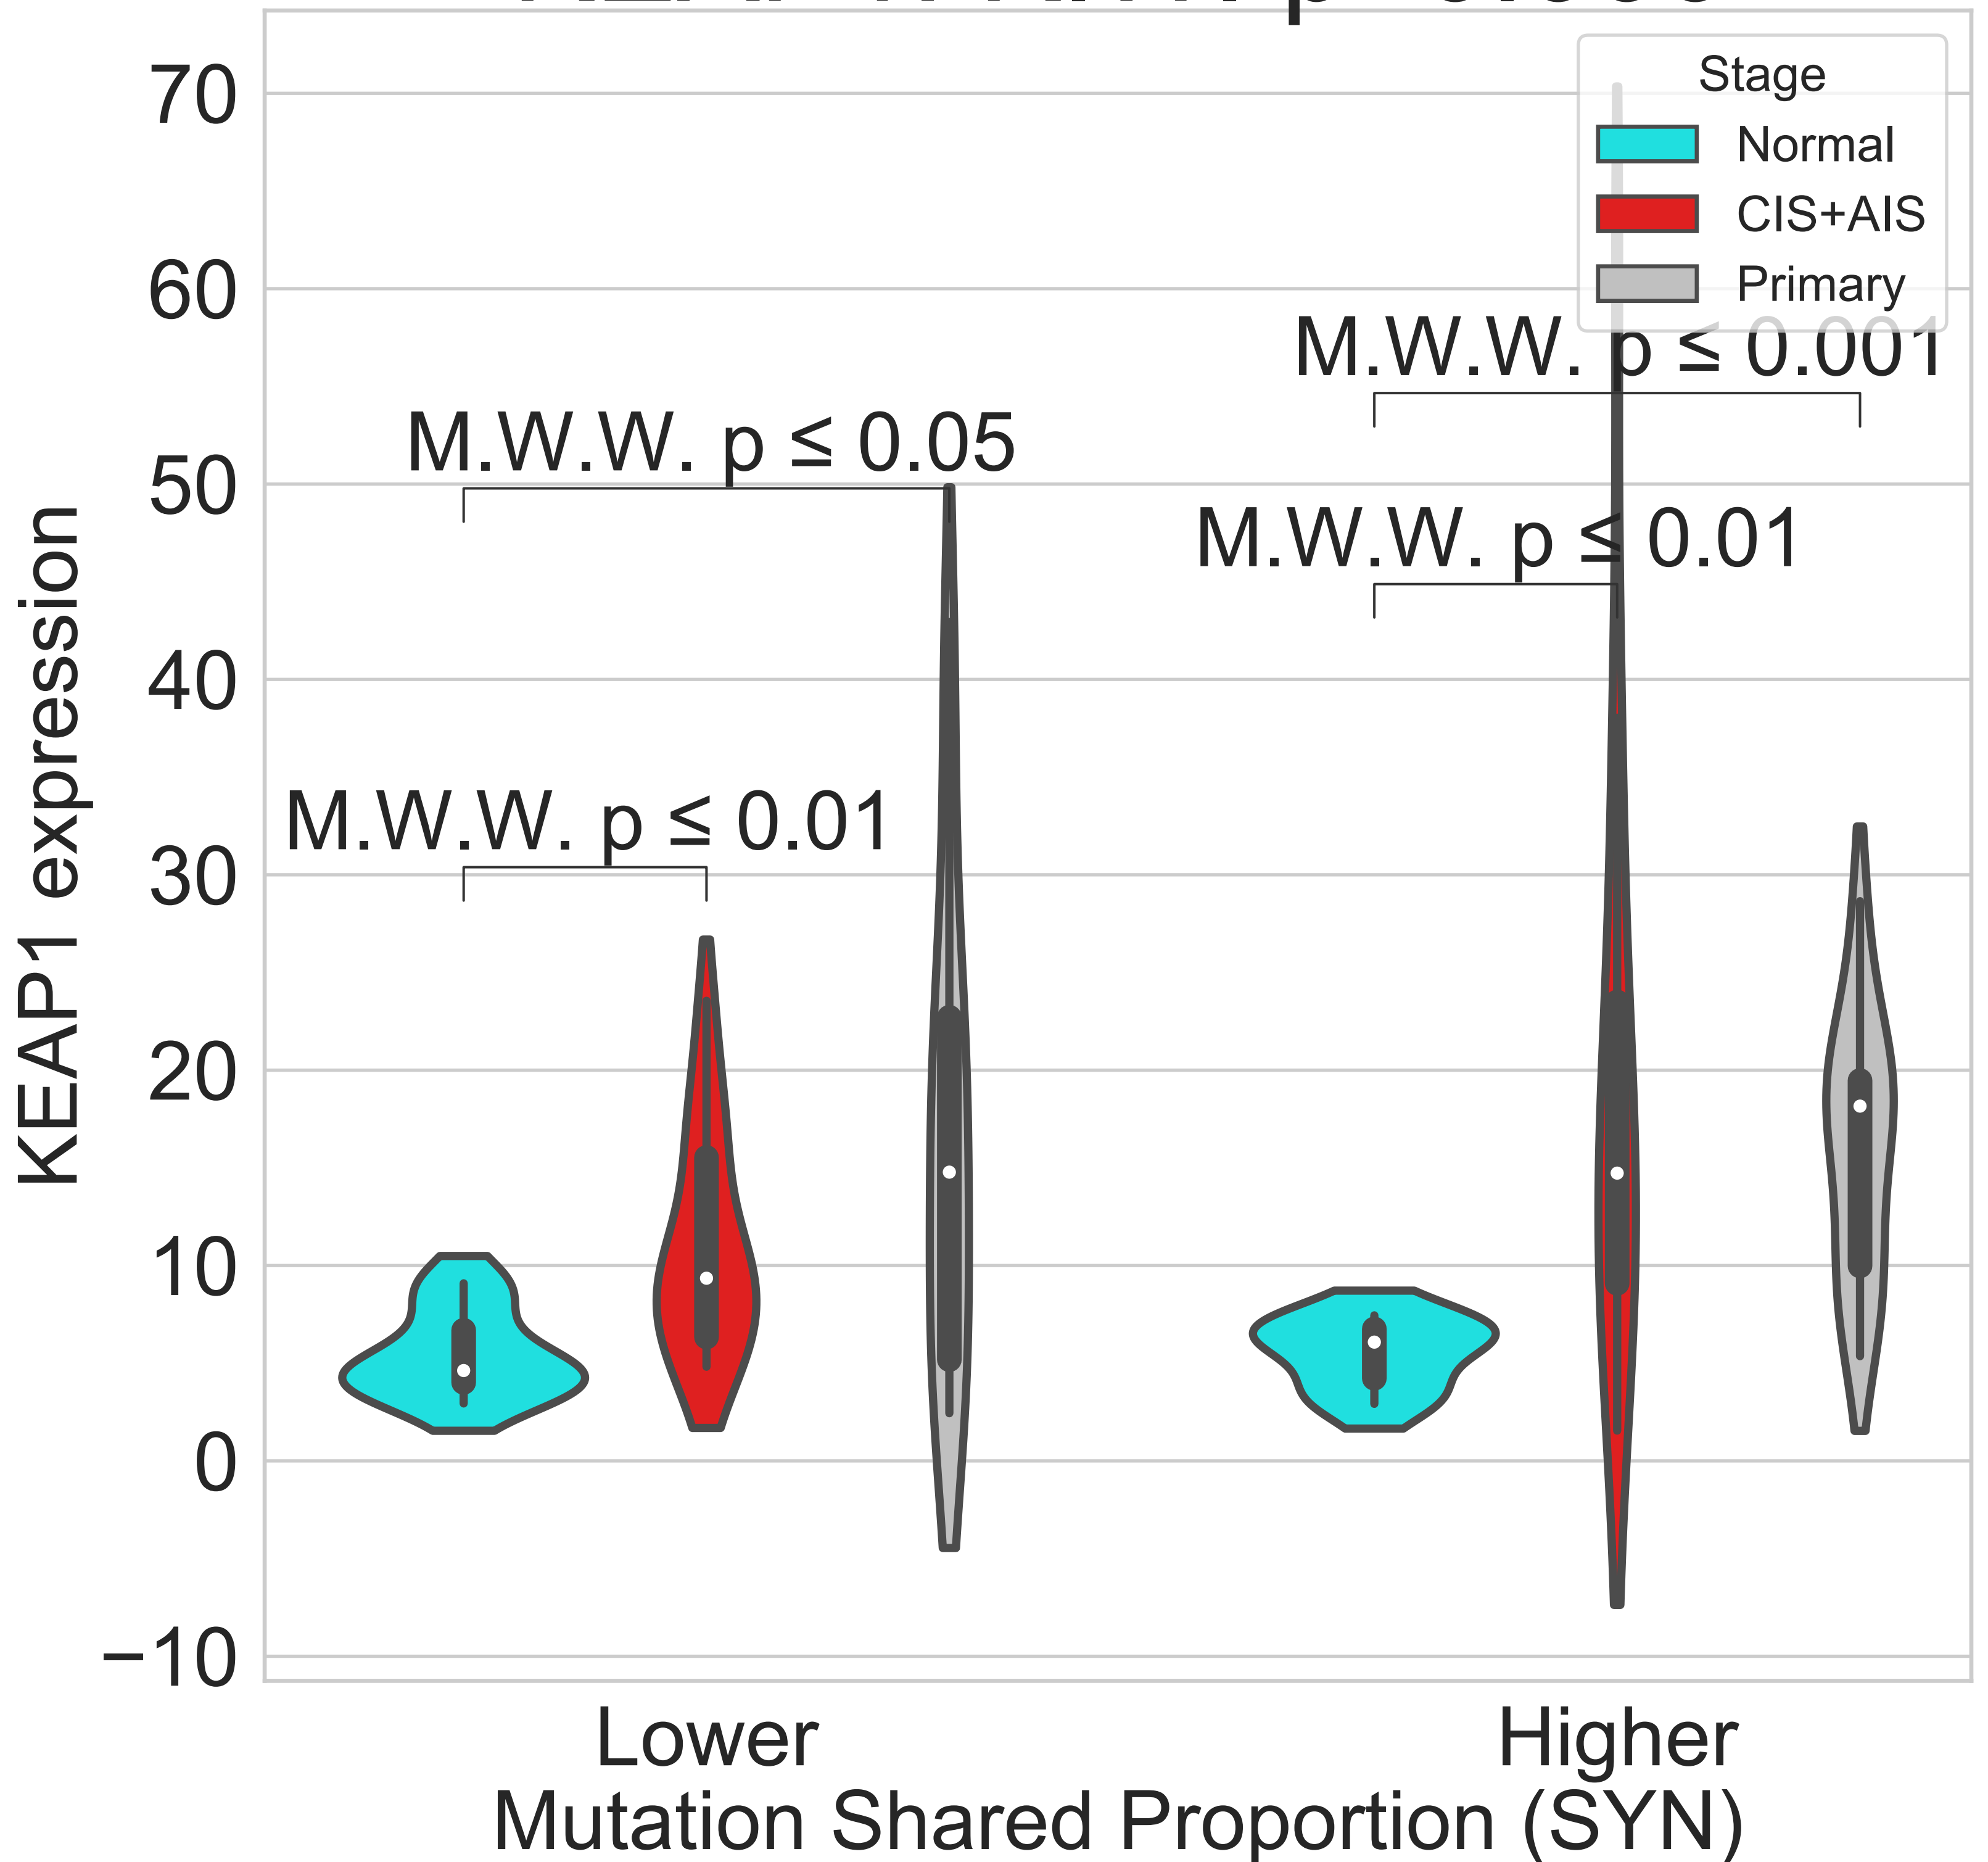 70
60
50
40
30
20
10
0
−10
KEAP1 expression
Stage
Normal
CIS+AIS
Primary
M.W.W. p ≤ 0.001
M.W.W. p ≤ 0.05
M.W.W. p ≤ 0.01
M.W.W. p ≤ 0.01
Lower
Higher
Mutation Shared Proportion (SYN)